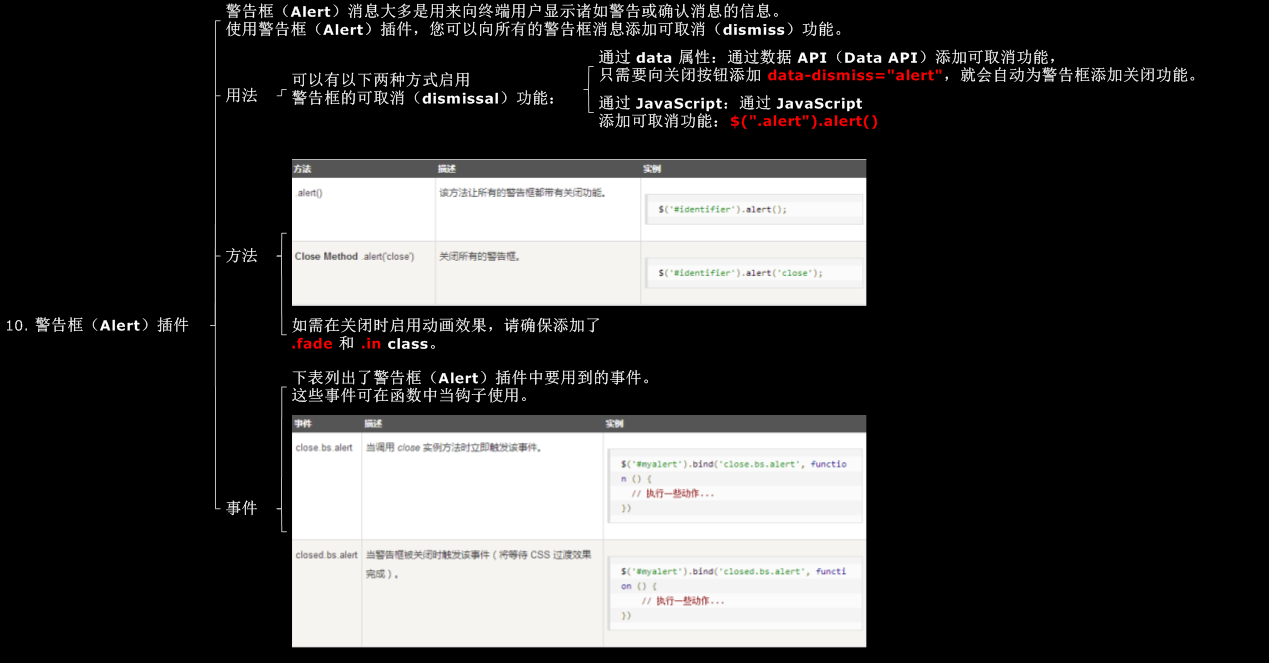 警告框（Alert）消息大多是用来向终端用户显示诸如警告或确认消息的信息。
使用警告框（Alert）插件，您可以向所有的警告框消息添加可取消（dismiss）功能。
用法
可以有以下两种方式启用
警告框的可取消（dismissal）功能：
通过 data 属性：通过数据 API（Data API）添加可取消功能，
只需要向关闭按钮添加 data-dismiss="alert"，就会自动为警告框添加关闭功能。
通过 JavaScript：通过 JavaScript
添加可取消功能：$(".alert").alert()
方法 描述 实例
.alert() 该方法让所有的警告框都带有关闭功能。 $('#identifier').alert();
方法
Close Method .alert('close') 关闭所有的警告框。 $('#identifier').alert('close');
10. 警告框（Alert）插件
如需在关闭时启用动画效果，请确保添加了
.fade 和 .in class。
下表列出了警告框（Alert）插件中要用到的事件。
这些事件可在函数中当钩子使用。
事件 描述 实例
close.bs.alert 当调用 close 实例方法时立即触发该事件。
$('#myalert').bind('close.bs.alert', functio
n () {
// 执行一些动作...
})
事件
closed.bs.alert 当警告框被关闭时触发该事件（将等待 CSS 过渡效果
完成）。
$('#myalert').bind('closed.bs.alert', functi
on () {
// 执行一些动作...
})